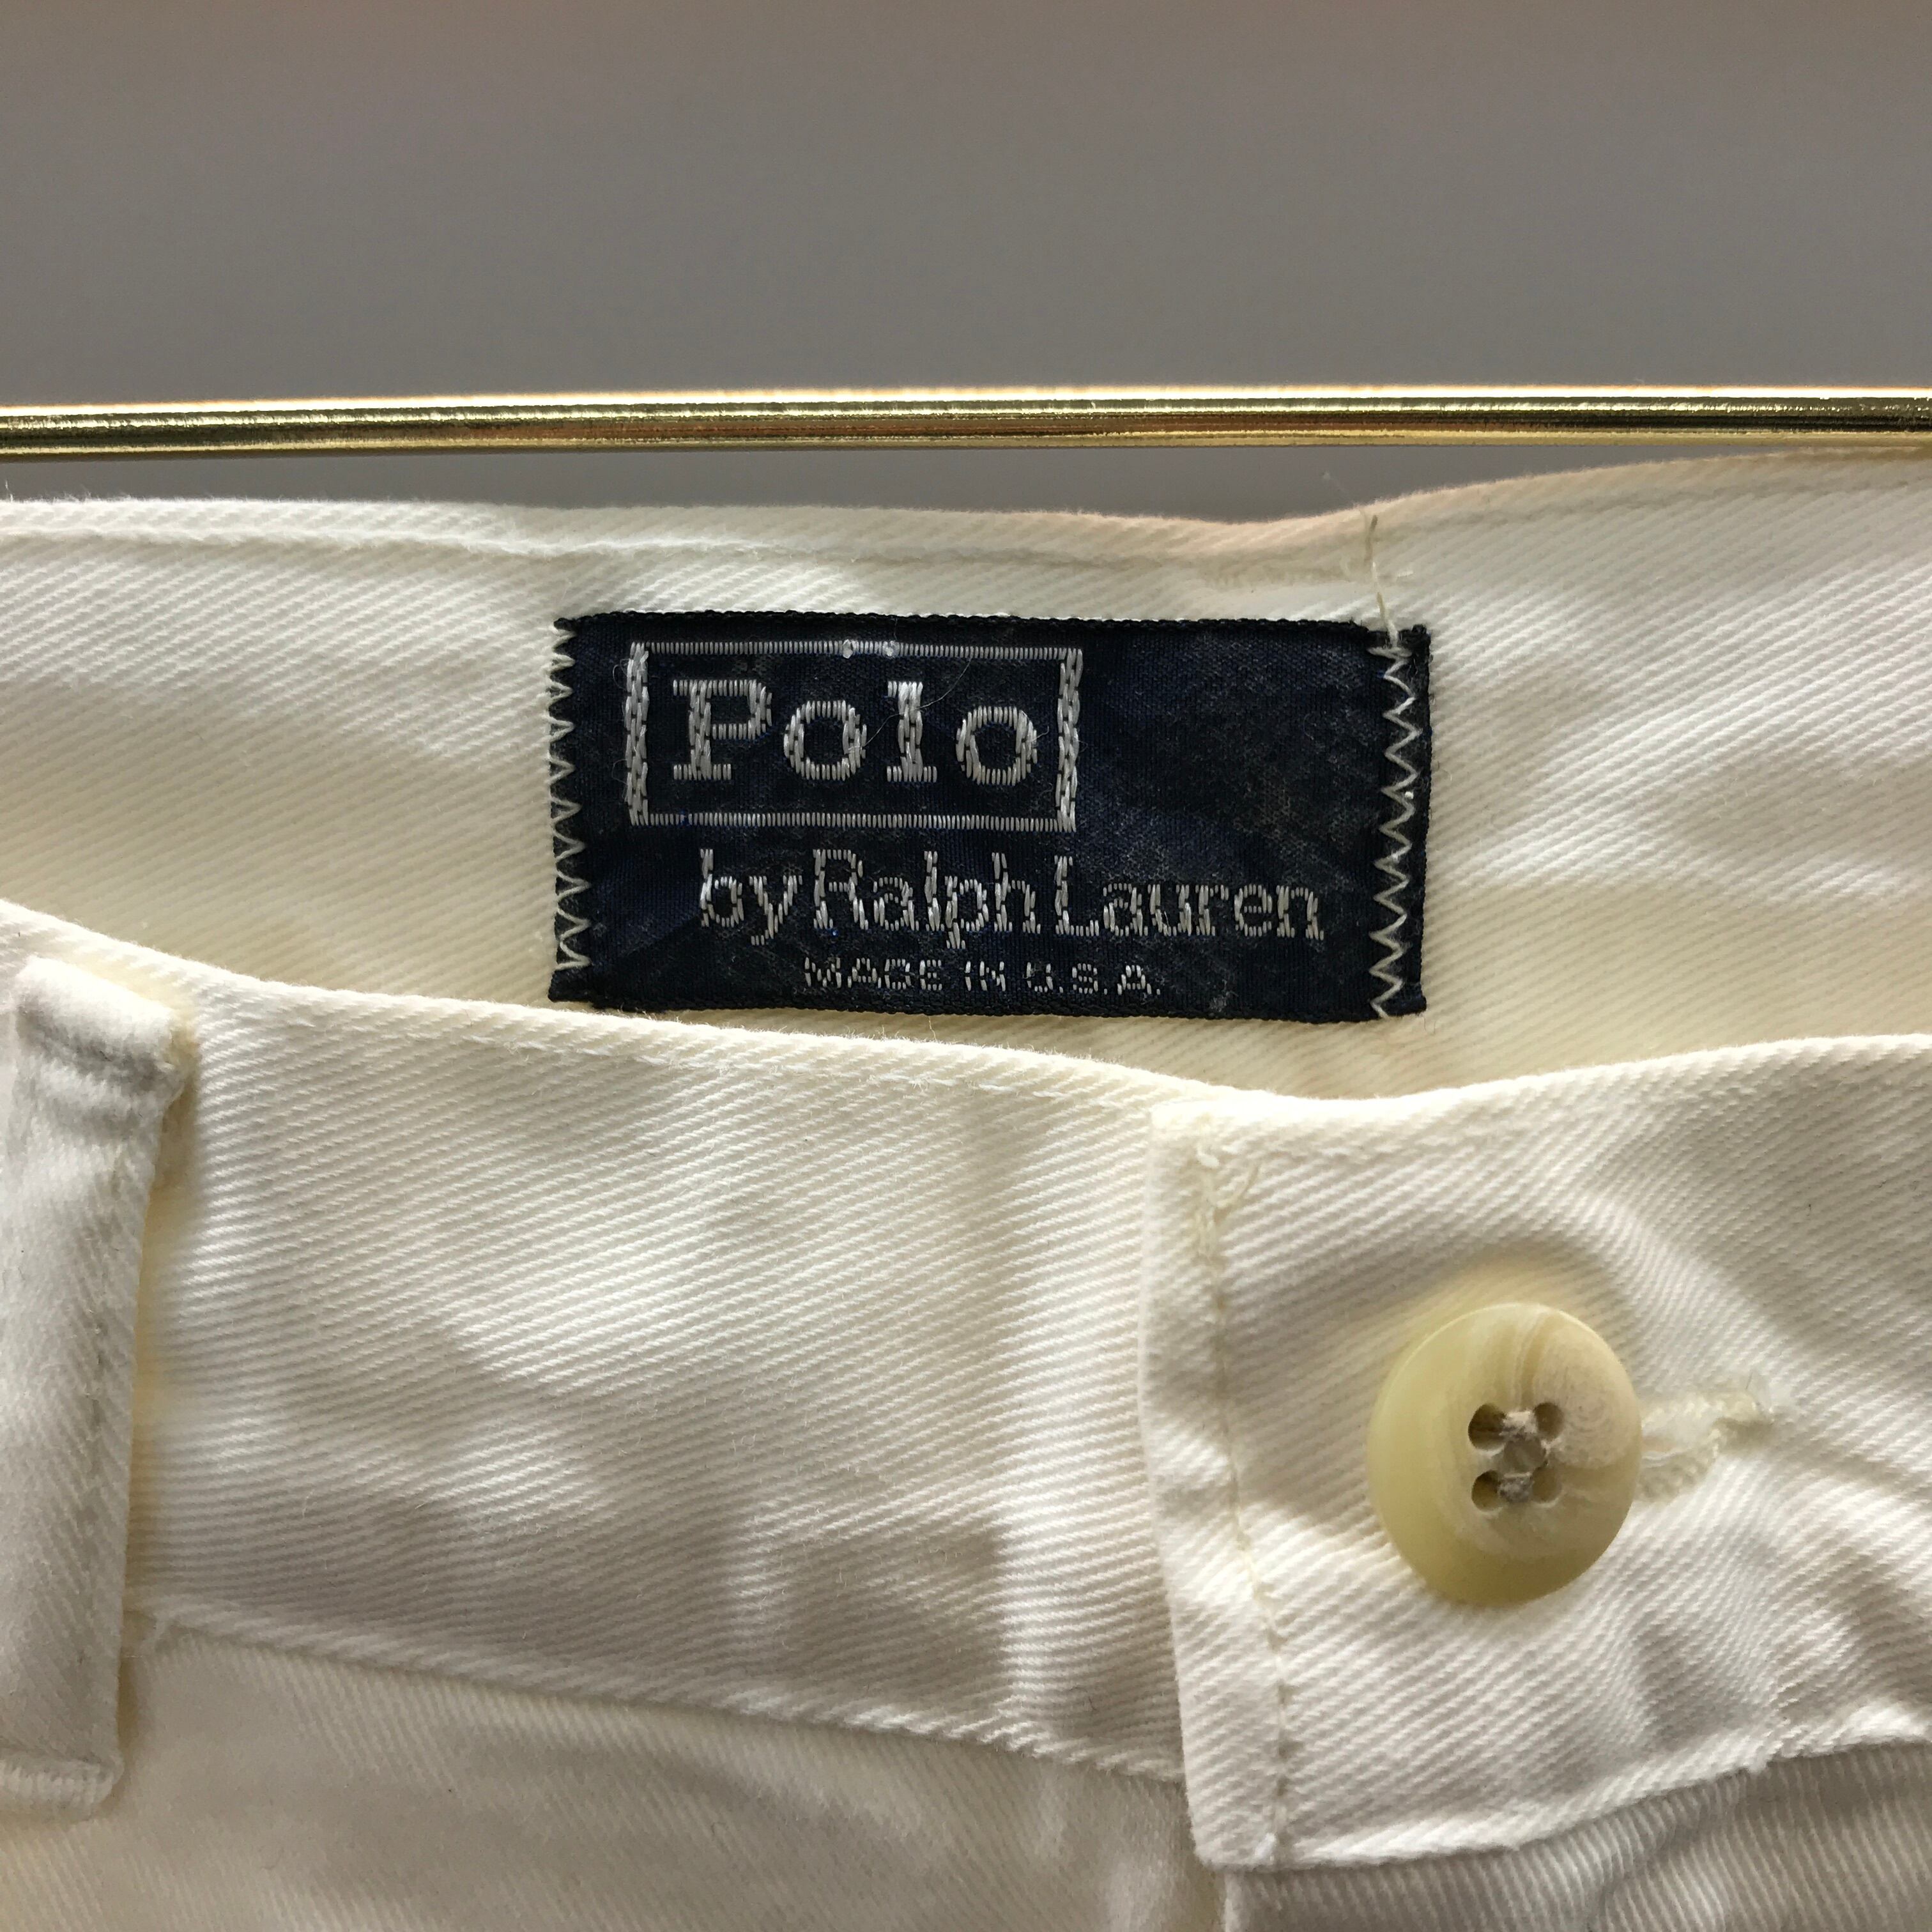 Polo
by Ralph Lauren
MADE IN U.S.A.